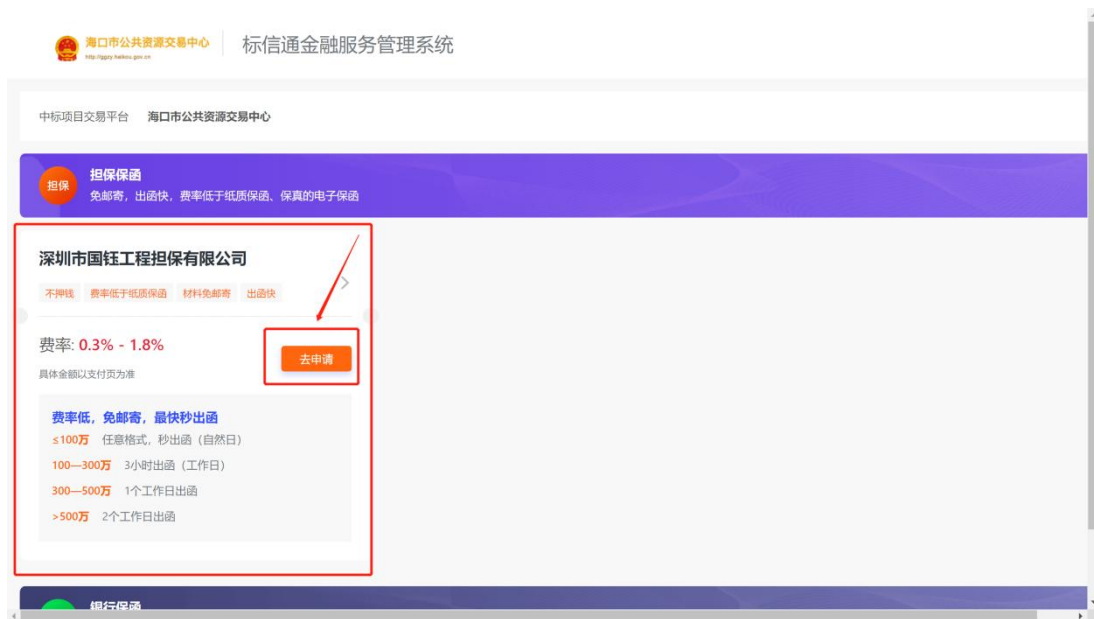 海口市公共资源交易中心 标信通金融服务管理系统
http://ggzy.haikou.gov.cn
中标项目交易平台 海口市公共资源交易中心
担保 担保保函
免邮寄，出函快，费率低于纸质保函、保真的电子保函
深圳市国钰工程担保有限公司
不押钱 费率低于纸质保函 材料免邮寄 出函快
费率: 0.3% - 1.8%
去申请
具体金额以支付页为准
费率低，免邮寄，最快秒出函
≤100万 任意格式，秒出函（自然日）
100—300万 3小时出函（工作日）
300—500万 1个工作日出函
>500万 2个工作日出函
银行保函